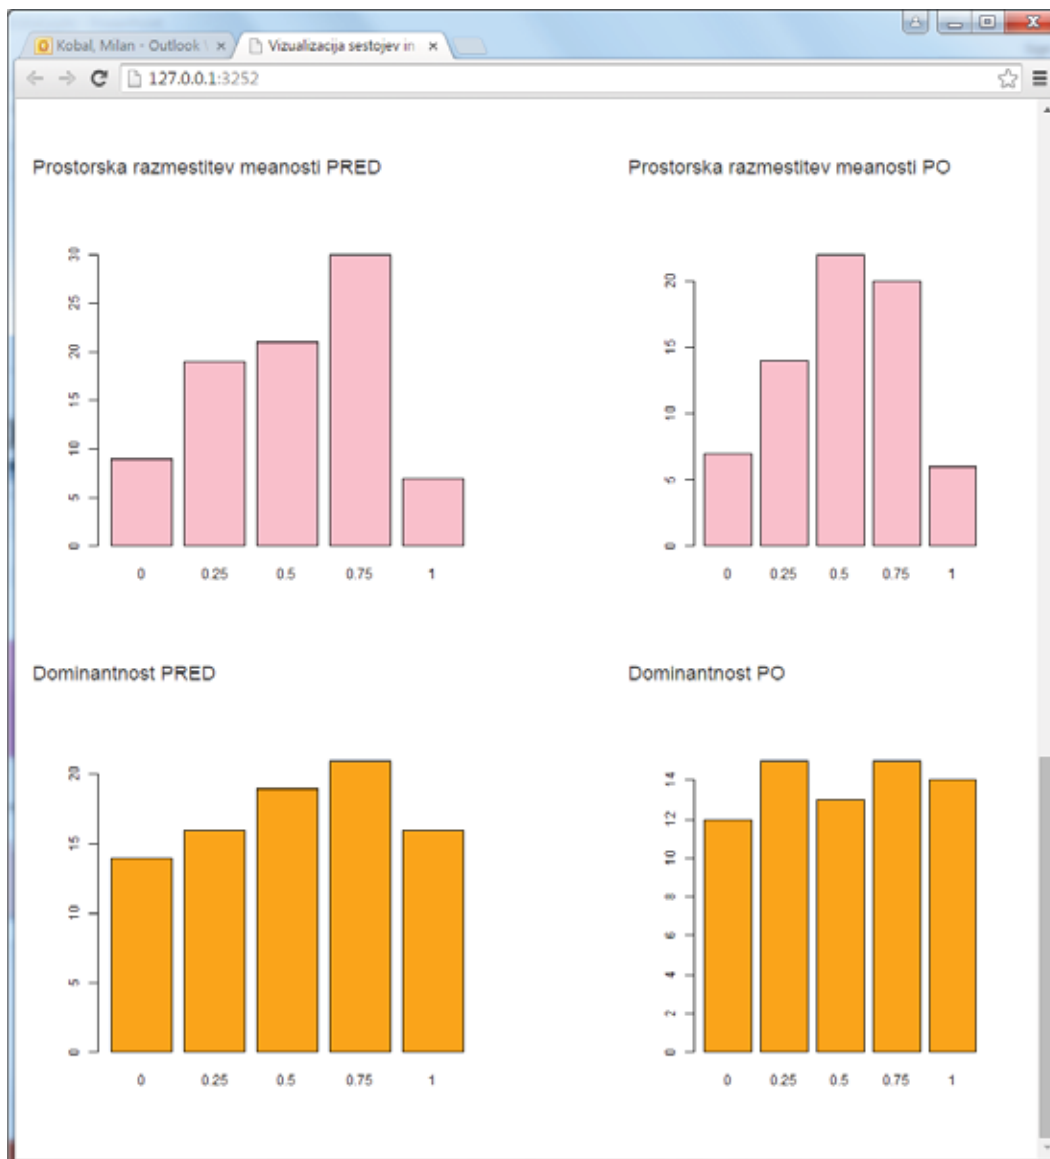 Kobal, Milan - Outlook
Vizualizacija sestojev in
127.0.0.1:3252
Prostorska razmestitev meanosti PRED
Prostorska razmestitev meanosti PO
30
25
20
15
10
5
0
0 0.25 0.5 0.75 1
20
15
10
5
0
0 0.25 0.5 0.75 1
Dominantnost PRED
Dominantnost PO
20
15
10
5
0
0 0.25 0.5 0.75 1
14
12
10
8
6
4
2
0
0 0.25 0.5 0.75 1